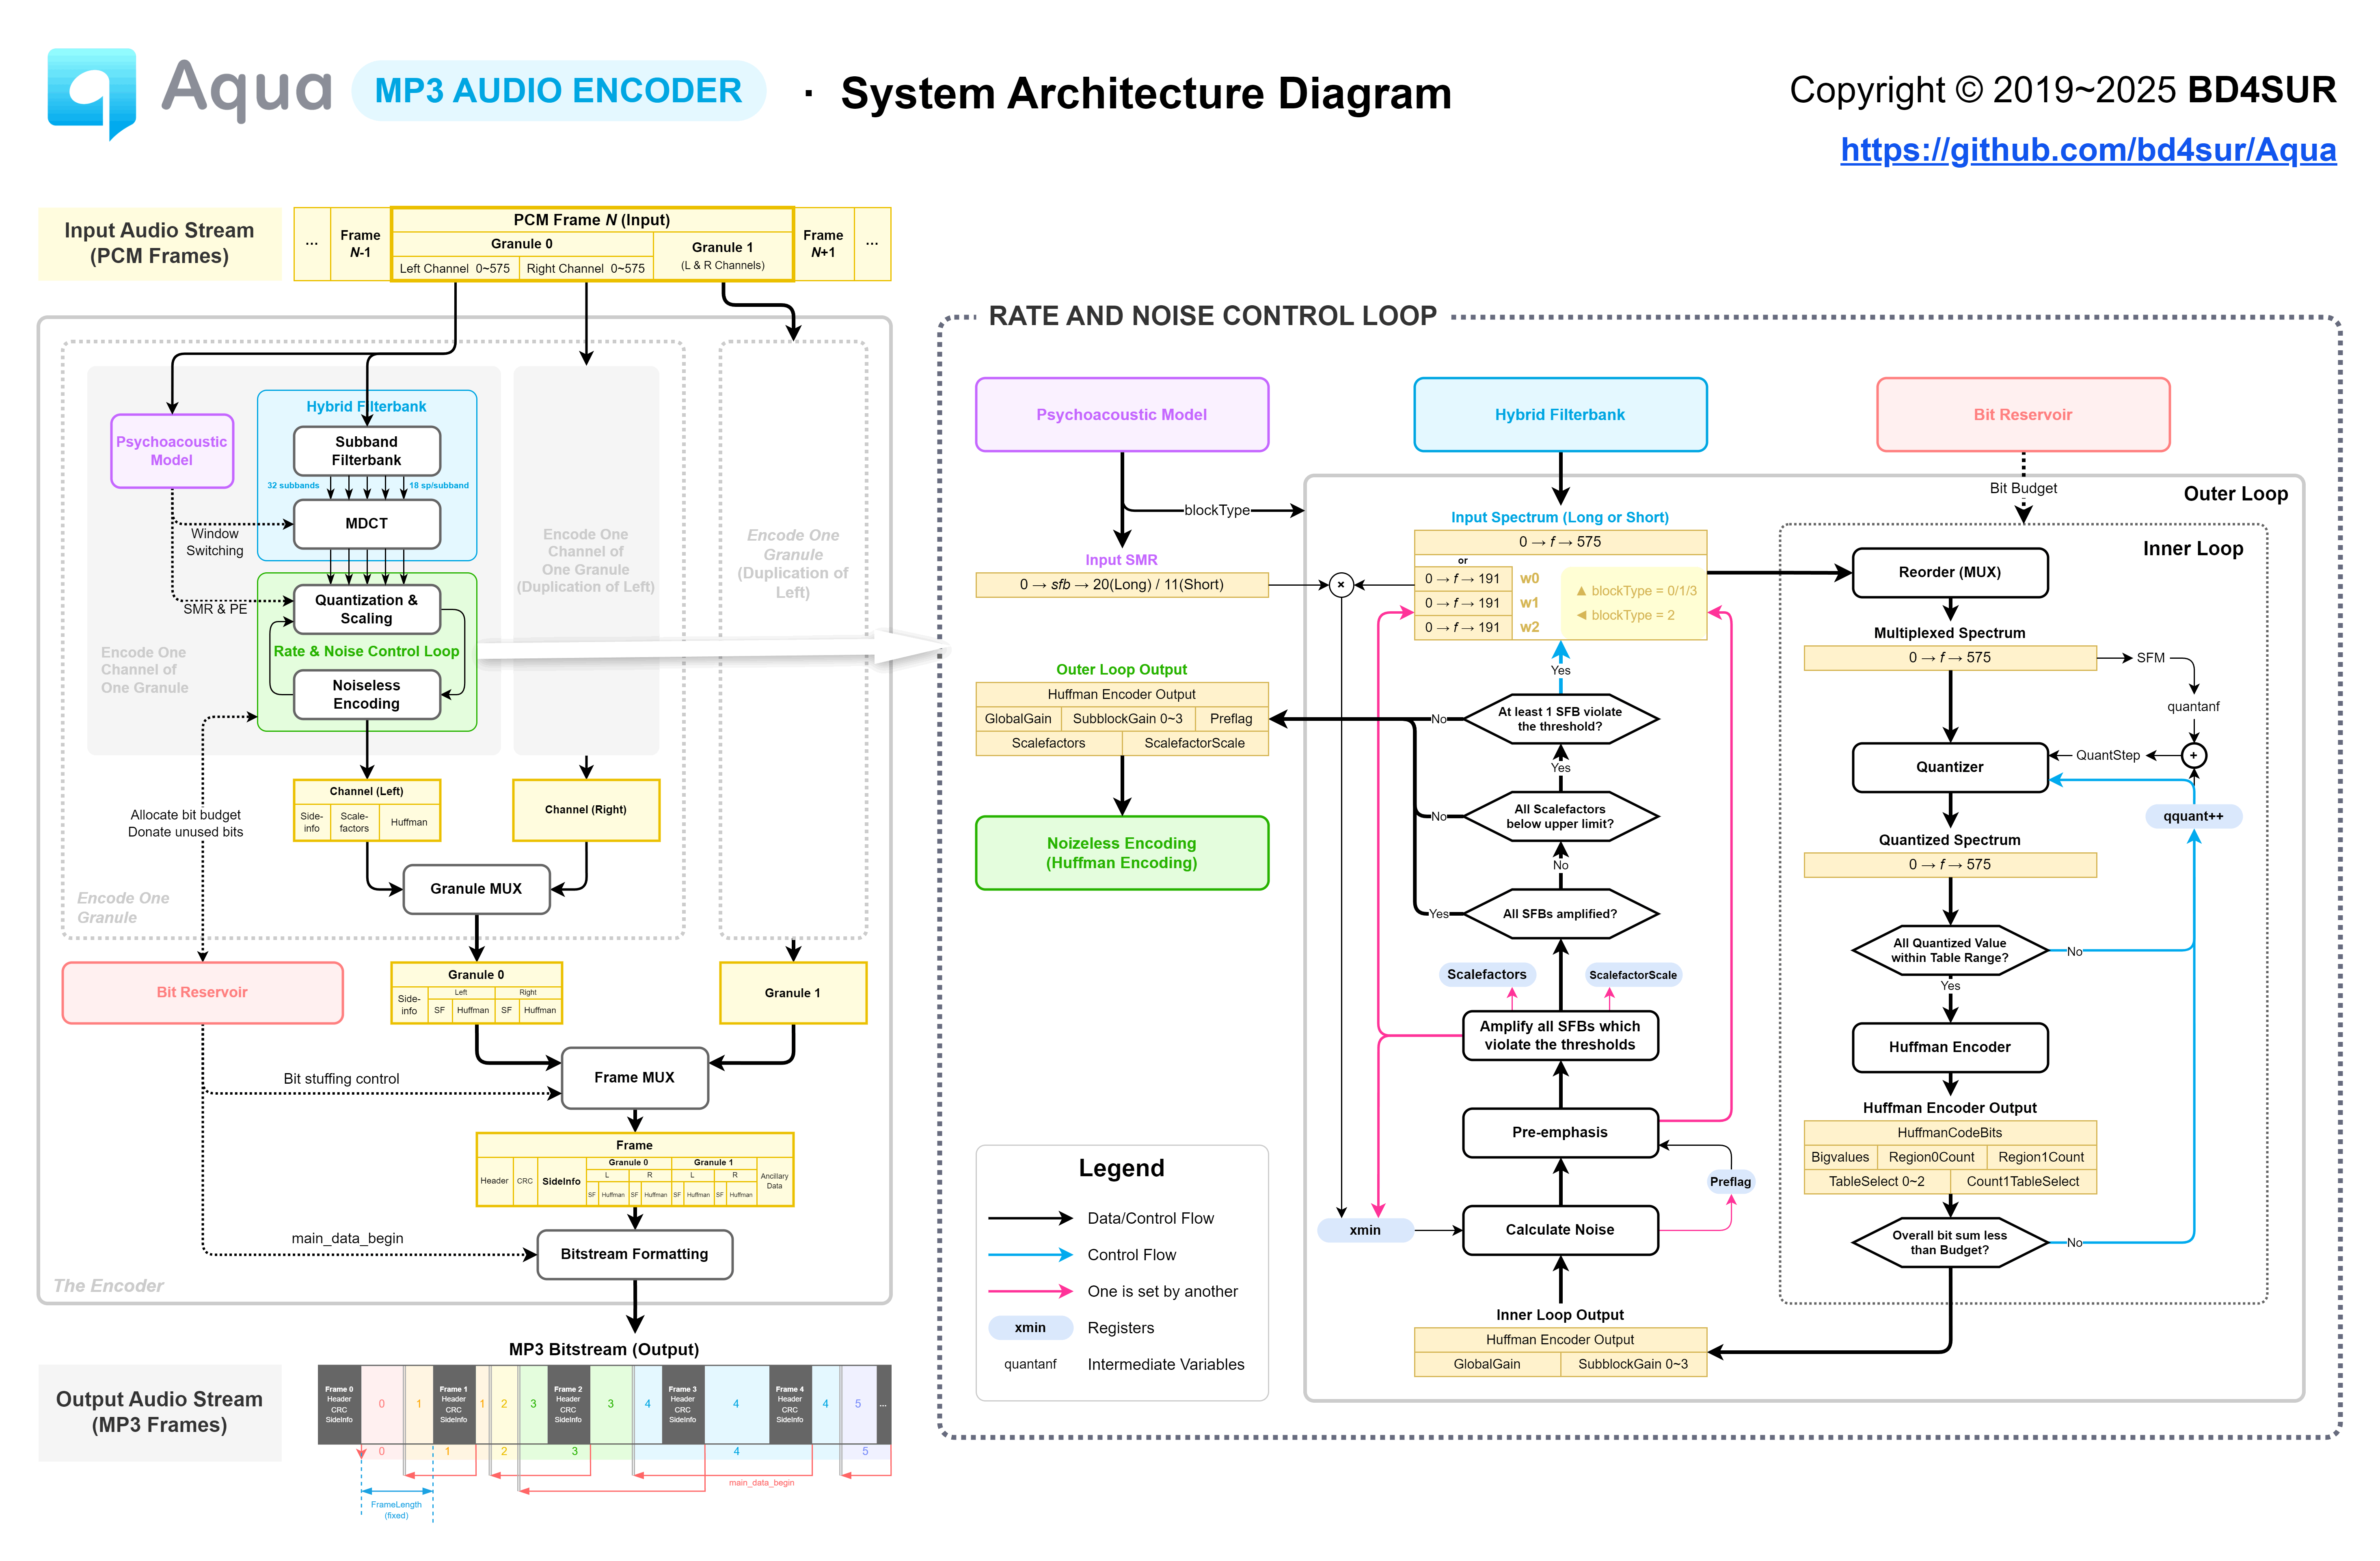 Aqua
MP3 AUDIO ENCODER
· System Architecture Diagram
Copyright © 2019~2025 BD4SUR
https://github.com/bd4sur/Aqua
Input Audio Stream
(PCM Frames)
...
Frame
N-1
PCM Frame N (Input)
Granule 0
Left Channel 0~575
Right Channel 0~575
Granule 1
(L & R Channels)
Frame
N+1
...
Hybrid Filterbank
Psychoacoustic
Model
Subband
Filterbank
32 subbands
18 sp/subband
MDCT
Window
Switching
SMR & PE
Quantization &
Scaling
Rate & Noise Control Loop
Noiseless
Encoding
Encode One
Channel of
One Granule
Encode One
Channel of
One Granule
(Duplication of Left)
Encode One
Granule
(Duplication of
Left)
Allocate bit budget
Donate unused bits
Channel (Left)
Side-
info
Scale-
factors
Huffman
Channel (Right)
Granule MUX
Encode One
Granule
Bit Reservoir
Granule 0
Side-
info
Left
Right
SF
Huffman
SF
Huffman
Granule 1
Bit stuffing control
Frame MUX
Frame
Header
CRC
SideInfo
Granule 0
Granule 1
L
R
L
R
SF
Huffman
SF
Huffman
SF
Huffman
SF
Huffman
Ancillary
Data
main_data_begin
Bitstream Formatting
The Encoder
MP3 Bitstream (Output)
Output Audio Stream
(MP3 Frames)
Frame 0
Header
CRC
SideInfo
0
1
Frame 1
Header
CRC
SideInfo
1
2
3
Frame 2
Header
CRC
SideInfo
3
4
Frame 3
Header
CRC
SideInfo
4
Frame 4
Header
CRC
SideInfo
4
5
...
0
1
2
3
4
5
main_data_begin
FrameLength
(fixed)
RATE AND NOISE CONTROL LOOP
Psychoacoustic Model
Hybrid Filterbank
Bit Reservoir
blockType
Bit Budget
Outer Loop
Input SMR
0 → sfb → 20(Long) / 11(Short)
×
Input Spectrum (Long or Short)
0 → f → 575
or
0 → f → 191
w0
0 → f → 191
w1
0 → f → 191
w2
▲ blockType = 0/1/3
◄ blockType = 2
Outer Loop Output
Huffman Encoder Output
GlobalGain
SubblockGain 0~3
Preflag
Scalefactors
ScalefactorScale
Noizeless Encoding
(Huffman Encoding)
Yes
At least 1 SFB violate
the threshold?
No
Yes
All Scalefactors
below upper limit?
No
No
All SFBs amplified?
Yes
Scalefactors
ScalefactorScale
Amplify all SFBs which
violate the thresholds
Pre-emphasis
Preflag
xmin
Calculate Noise
Inner Loop Output
Huffman Encoder Output
GlobalGain
SubblockGain 0~3
Inner Loop
Reorder (MUX)
Multiplexed Spectrum
0 → f → 575
SFM
quantanf
Quantizer
QuantStep
+
qquant++
Quantized Spectrum
0 → f → 575
All Quantized Value
within Table Range?
No
Yes
Huffman Encoder
Huffman Encoder Output
HuffmanCodeBits
Bigvalues
Region0Count
Region1Count
TableSelect 0~2
Count1TableSelect
Overall bit sum less
than Budget?
No
Legend
Data/Control Flow
Control Flow
One is set by another
xmin
Registers
quantanf
Intermediate Variables